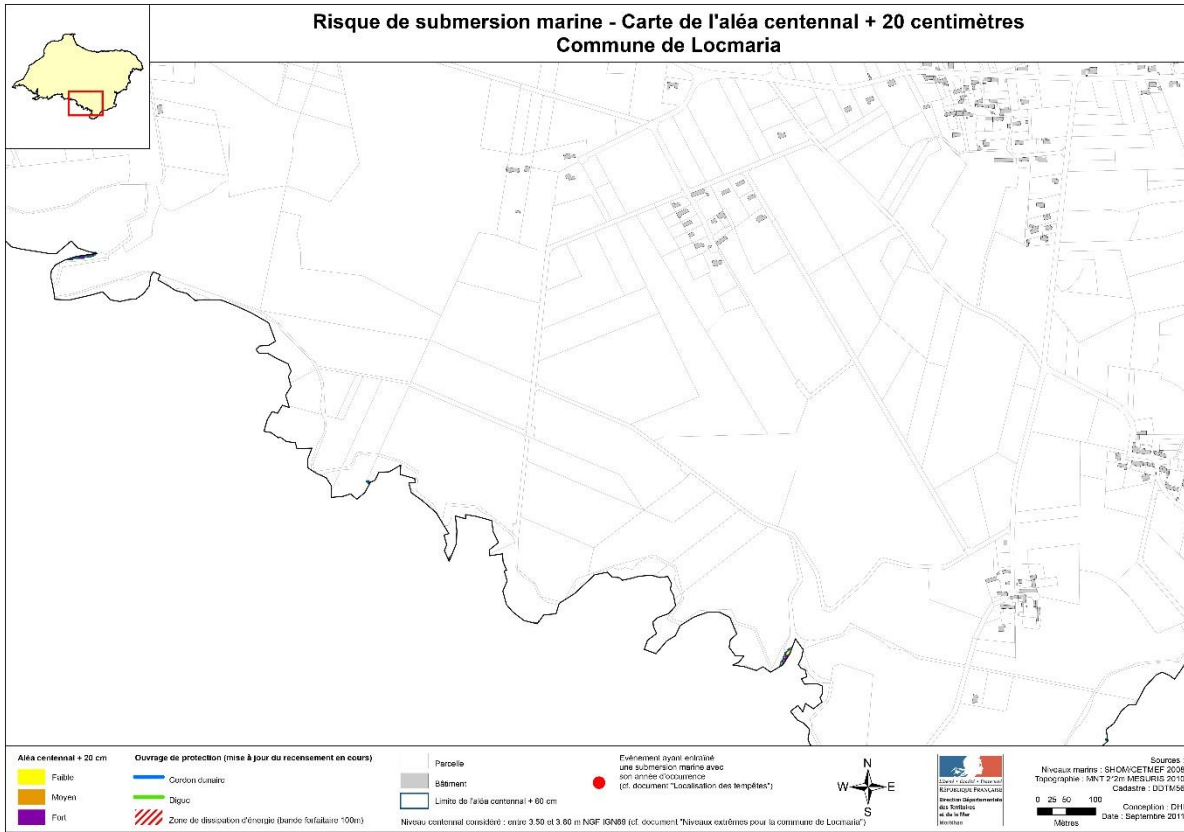 Risque de submersion marine - Carte de l'aléa centennal + 20 centimètres
Commune de Locmaria
Aléa centennal + 20 cm
Faible
Moyen
Fort
Ouvrage de protection (mise à jour du recensement en cours)
Cordon dunaire
Digue
Zone de dissipation d'énergie (bande forfaitaire 100m)
Parcelle
Bâtiment
Limite de l'aléa centennal + 60 cm
Evènement ayant entraîné
une submersion marine avec
son année d'occurrence
(cf. document "Localisation des tempêtes")
Niveau centennal considéré : entre 3.50 et 3.60 m NGF IGN69 (cf. document "Niveaux extrêmes pour la commune de Locmaria")
N
W E
S
Liberté • Égalité • Fraternité
RÉPUBLIQUE FRANÇAISE
Direction Départementale
des Territoires
et de la Mer
Morbihan
Sources :
Niveaux marins : SHOM/CETMEF 2008
Topographie : MNT 2*2m MESURIS 2010
Cadastre : DDTM56
0 25 50 100
Mètres
Conception : DHI
Date : Septembre 2011